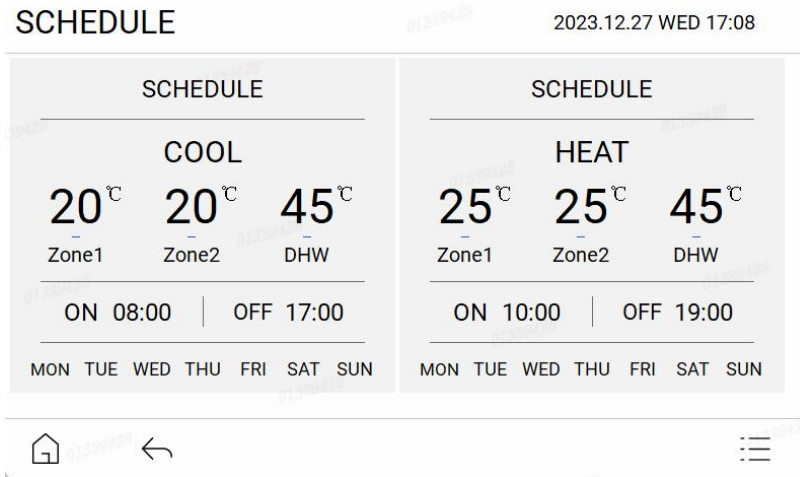 SCHEDULE
2023.12.27 WED 17:08
SCHEDULE
COOL
20℃ 20℃ 45℃
Zone1 Zone2 DHW
ON 08:00 OFF 17:00
MON TUE WED THU FRI SAT SUN
SCHEDULE
HEAT
25℃ 25℃ 45℃
Zone1 Zone2 DHW
ON 10:00 OFF 19:00
MON TUE WED THU FRI SAT SUN